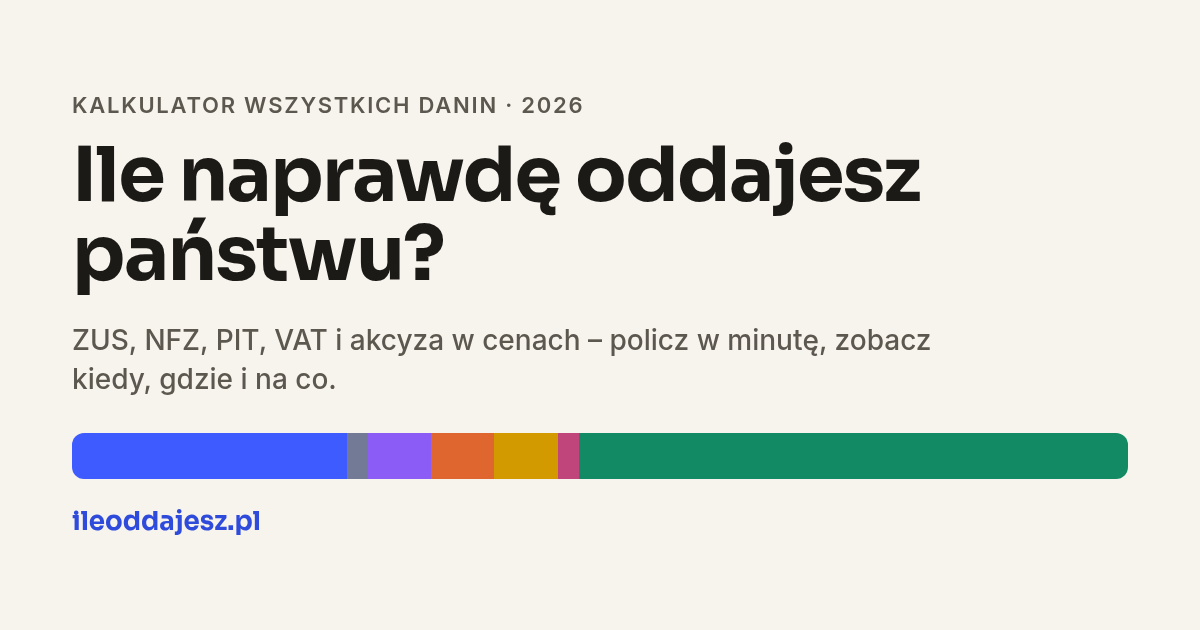 KALKULATOR WSZYSTKICH DANIN · 2026
Ile naprawdę oddajesz
państwu?
ZUS, NFZ, PIT, VAT i akcyza w cenach – policz w minutę, zobacz
kiedy, gdzie i na co.
ileoddajesz.pl